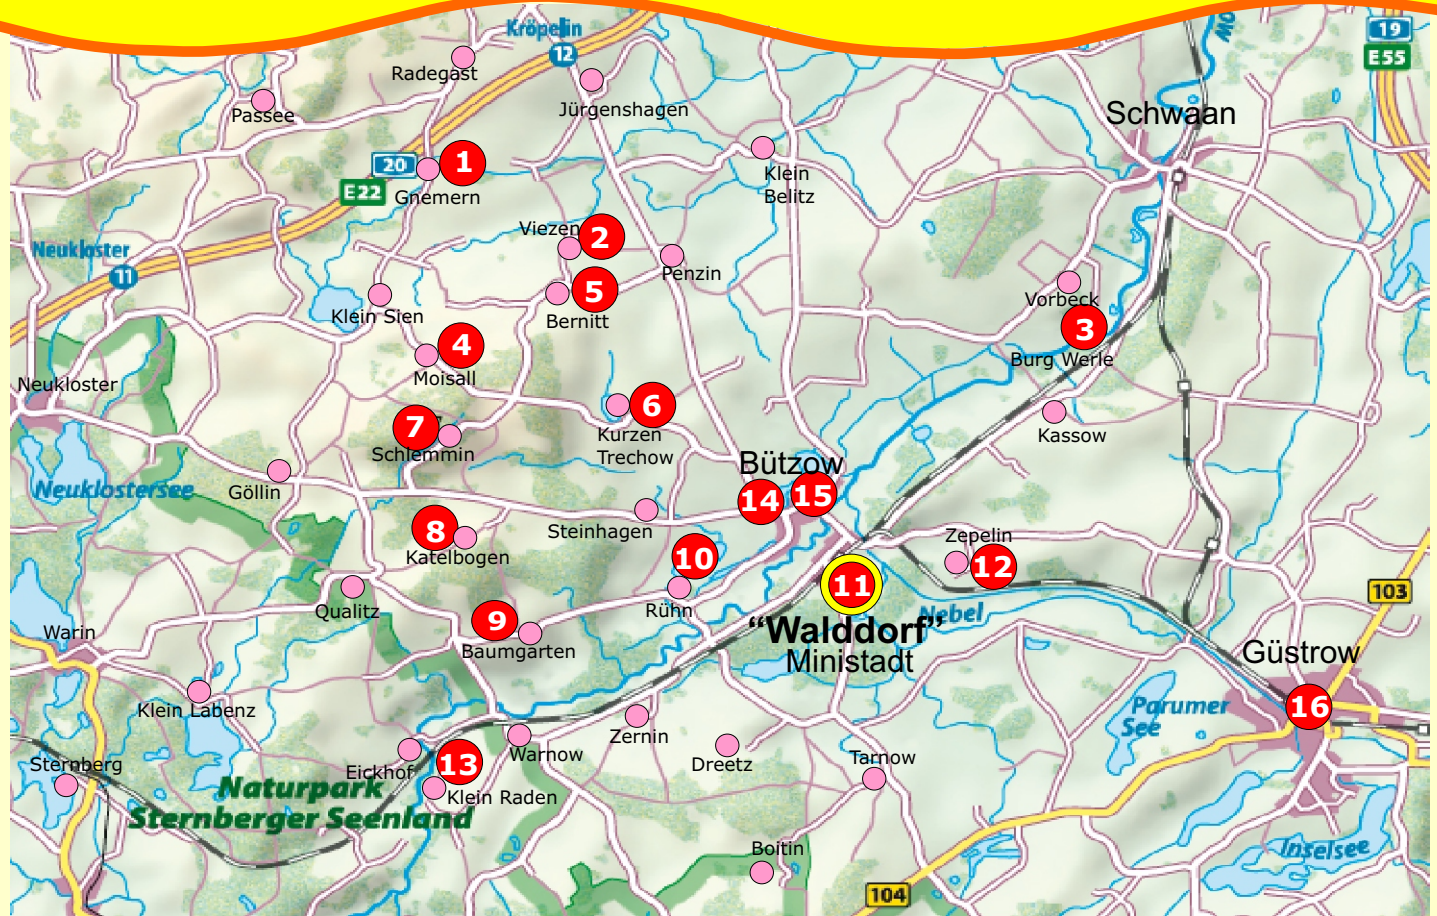 Kröpelin
12
19
E55
Radegast
Passee
Jürgenshagen
Schwaan
20
1
E22
Gnemern
Klein
Belitz
Viezen
2
Neukloster
11
Penzin
5
Bernitt
Vorbeck
3
Burg Werle
Klein Sien
4
Moisall
Neukloster
7
Schlemmin
6
Kurzen
Trechow
Kassow
Bützow
14
15
Neuklostersee
Göllin
Steinhagen
8
Katelbogen
10
Zepelin
12
Rühn
11
103
Qualitz
9
Baumgarten
Nebel
"Walddorf"
Ministadt
Warin
Güstrow
Klein Labenz
Parumer
See
16
Zernin
Warnow
Dreetz
Tarnow
Sternberg
Eickhof
13
Klein Raden
Naturpark
Sternberger Seenland
Boitin
Inselsee
104